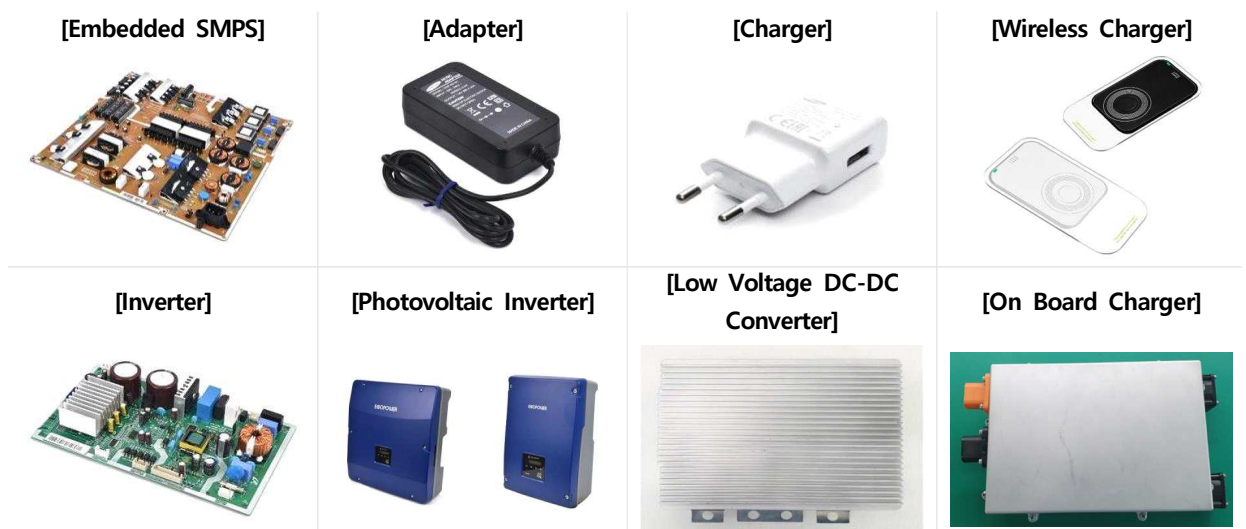 [Embedded SMPS]
[Adapter]
[Charger]
[Wireless Charger]
[Inverter]
[Photovoltaic Inverter]
[Low Voltage DC-DC
Converter]
[On Board Charger]